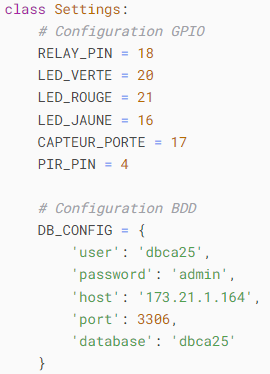 class Settings:
    # Configuration GPIO
    RELAY_PIN = 18
    LED_VERTE = 20
    LED_ROUGE = 21
    LED_JAUNE = 16
    CAPTEUR_PORTE = 17
    PIR_PIN = 4

    # Configuration BDD
    DB_CONFIG = {
        'user': 'dbca25',
        'password': 'admin',
        'host': '173.21.1.164',
        'port': 3306,
        'database': 'dbca25'
    }